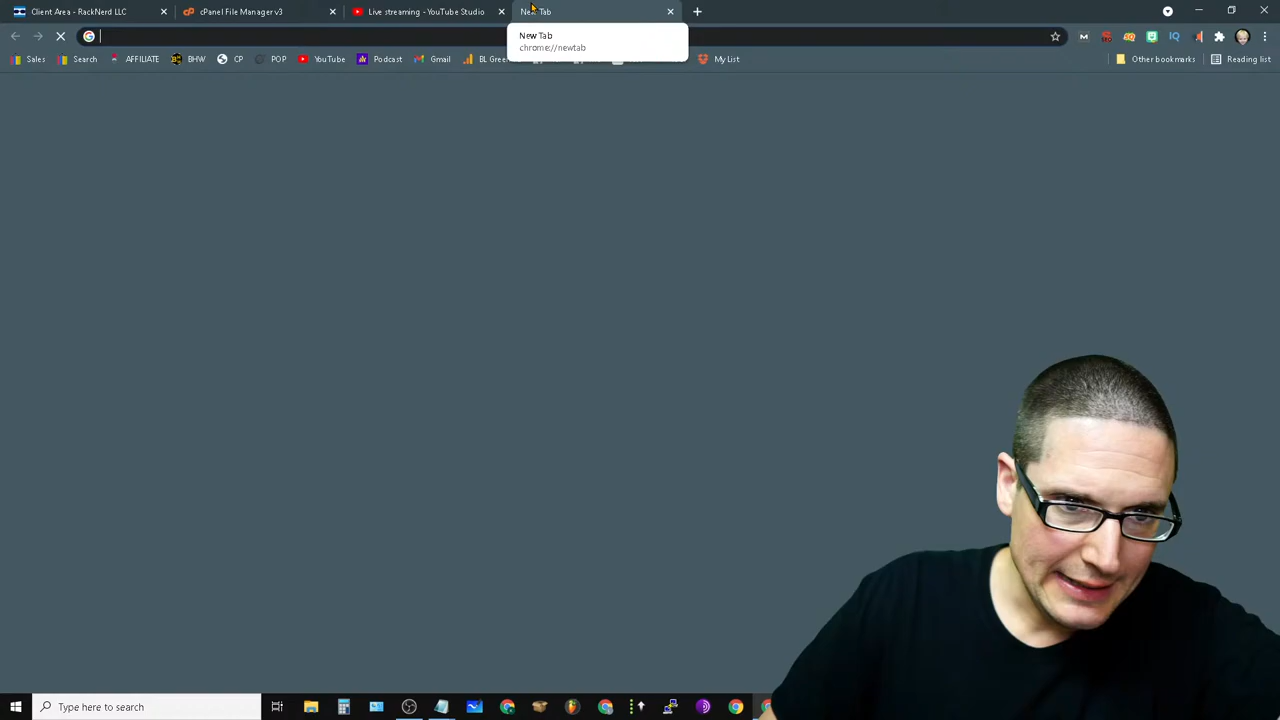 Client Area - RackNerd LLC
cPanel File Manager v3
Live streaming - YouTube Studio
New Tab
New Tab
chrome://newtab
Sales
Search
AFFILIATE
BHW
CP
POP
YouTube
Podcast
Gmail
My List
Other bookmarks
Reading list
Type here to search